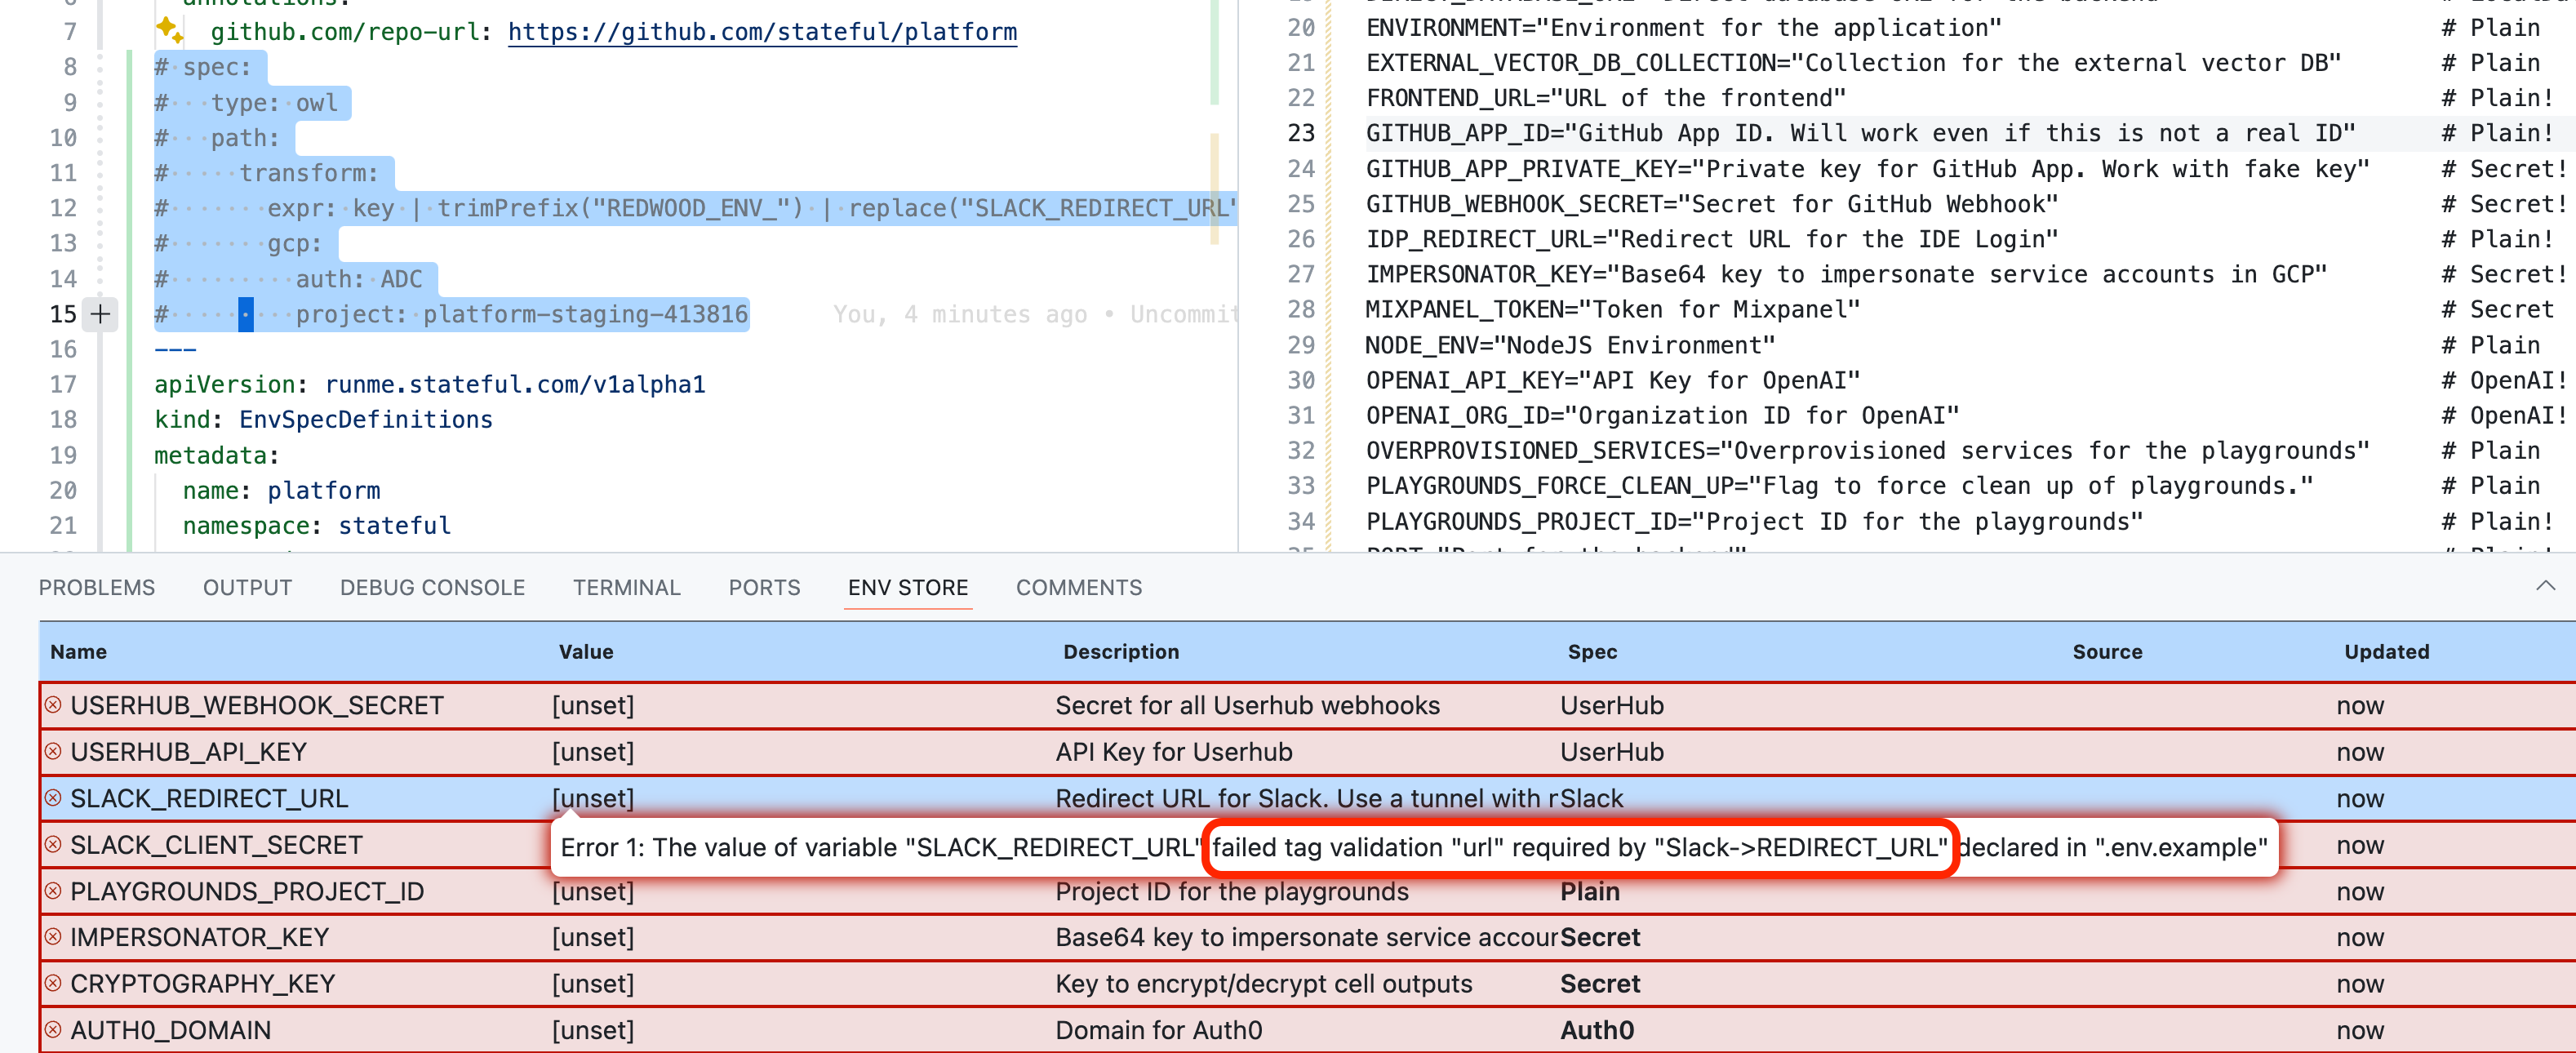 annotations:
7 github.com/repo-url: https://github.com/stateful/platform
8 # spec:
9 #   type: owl
10 #   path:
11 #     transform:
12 #       expr: key | trimPrefix("REDWOOD_ENV_") | replace("SLACK_REDIRECT_URL"
13 #       gcp:
14 #         auth: ADC
15 #         project: platform-staging-413816 You, 4 minutes ago • Uncommit
16 ---
17 apiVersion: runme.stateful.com/v1alpha1
18 kind: EnvSpecDefinitions
19 metadata:
20   name: platform
21   namespace: stateful
20 ENVIRONMENT="Environment for the application" # Plain
21 EXTERNAL_VECTOR_DB_COLLECTION="Collection for the external vector DB" # Plain
22 FRONTEND_URL="URL of the frontend" # Plain!
23 GITHUB_APP_ID="GitHub App ID. Will work even if this is not a real ID" # Plain!
24 GITHUB_APP_PRIVATE_KEY="Private key for GitHub App. Work with fake key" # Secret!
25 GITHUB_WEBHOOK_SECRET="Secret for GitHub Webhook" # Secret!
26 IDP_REDIRECT_URL="Redirect URL for the IDE Login" # Plain!
27 IMPERSONATOR_KEY="Base64 key to impersonate service accounts in GCP" # Secret!
28 MIXPANEL_TOKEN="Token for Mixpanel" # Secret
29 NODE_ENV="NodeJS Environment" # Plain
30 OPENAI_API_KEY="API Key for OpenAI" # OpenAI!
31 OPENAI_ORG_ID="Organization ID for OpenAI" # OpenAI!
32 OVERPROVISIONED_SERVICES="Overprovisioned services for the playgrounds" # Plain
33 PLAYGROUNDS_FORCE_CLEAN_UP="Flag to force clean up of playgrounds." # Plain
34 PLAYGROUNDS_PROJECT_ID="Project ID for the playgrounds" # Plain!
PROBLEMS OUTPUT DEBUG CONSOLE TERMINAL PORTS ENV STORE COMMENTS
Name Value Description Spec Source Updated
USERHUB_WEBHOOK_SECRET [unset] Secret for all Userhub webhooks UserHub now
USERHUB_API_KEY [unset] API Key for Userhub UserHub now
SLACK_REDIRECT_URL [unset] Redirect URL for Slack. Use a tunnel with r Slack now
Error 1: The value of variable "SLACK_REDIRECT_URL" failed tag validation "url" required by "Slack->REDIRECT_URL" declared in ".env.example"
SLACK_CLIENT_SECRET now
PLAYGROUNDS_PROJECT_ID [unset] Project ID for the playgrounds Plain now
IMPERSONATOR_KEY [unset] Base64 key to impersonate service accour Secret now
CRYPTOGRAPHY_KEY [unset] Key to encrypt/decrypt cell outputs Secret now
AUTH0_DOMAIN [unset] Domain for Auth0 Auth0 now